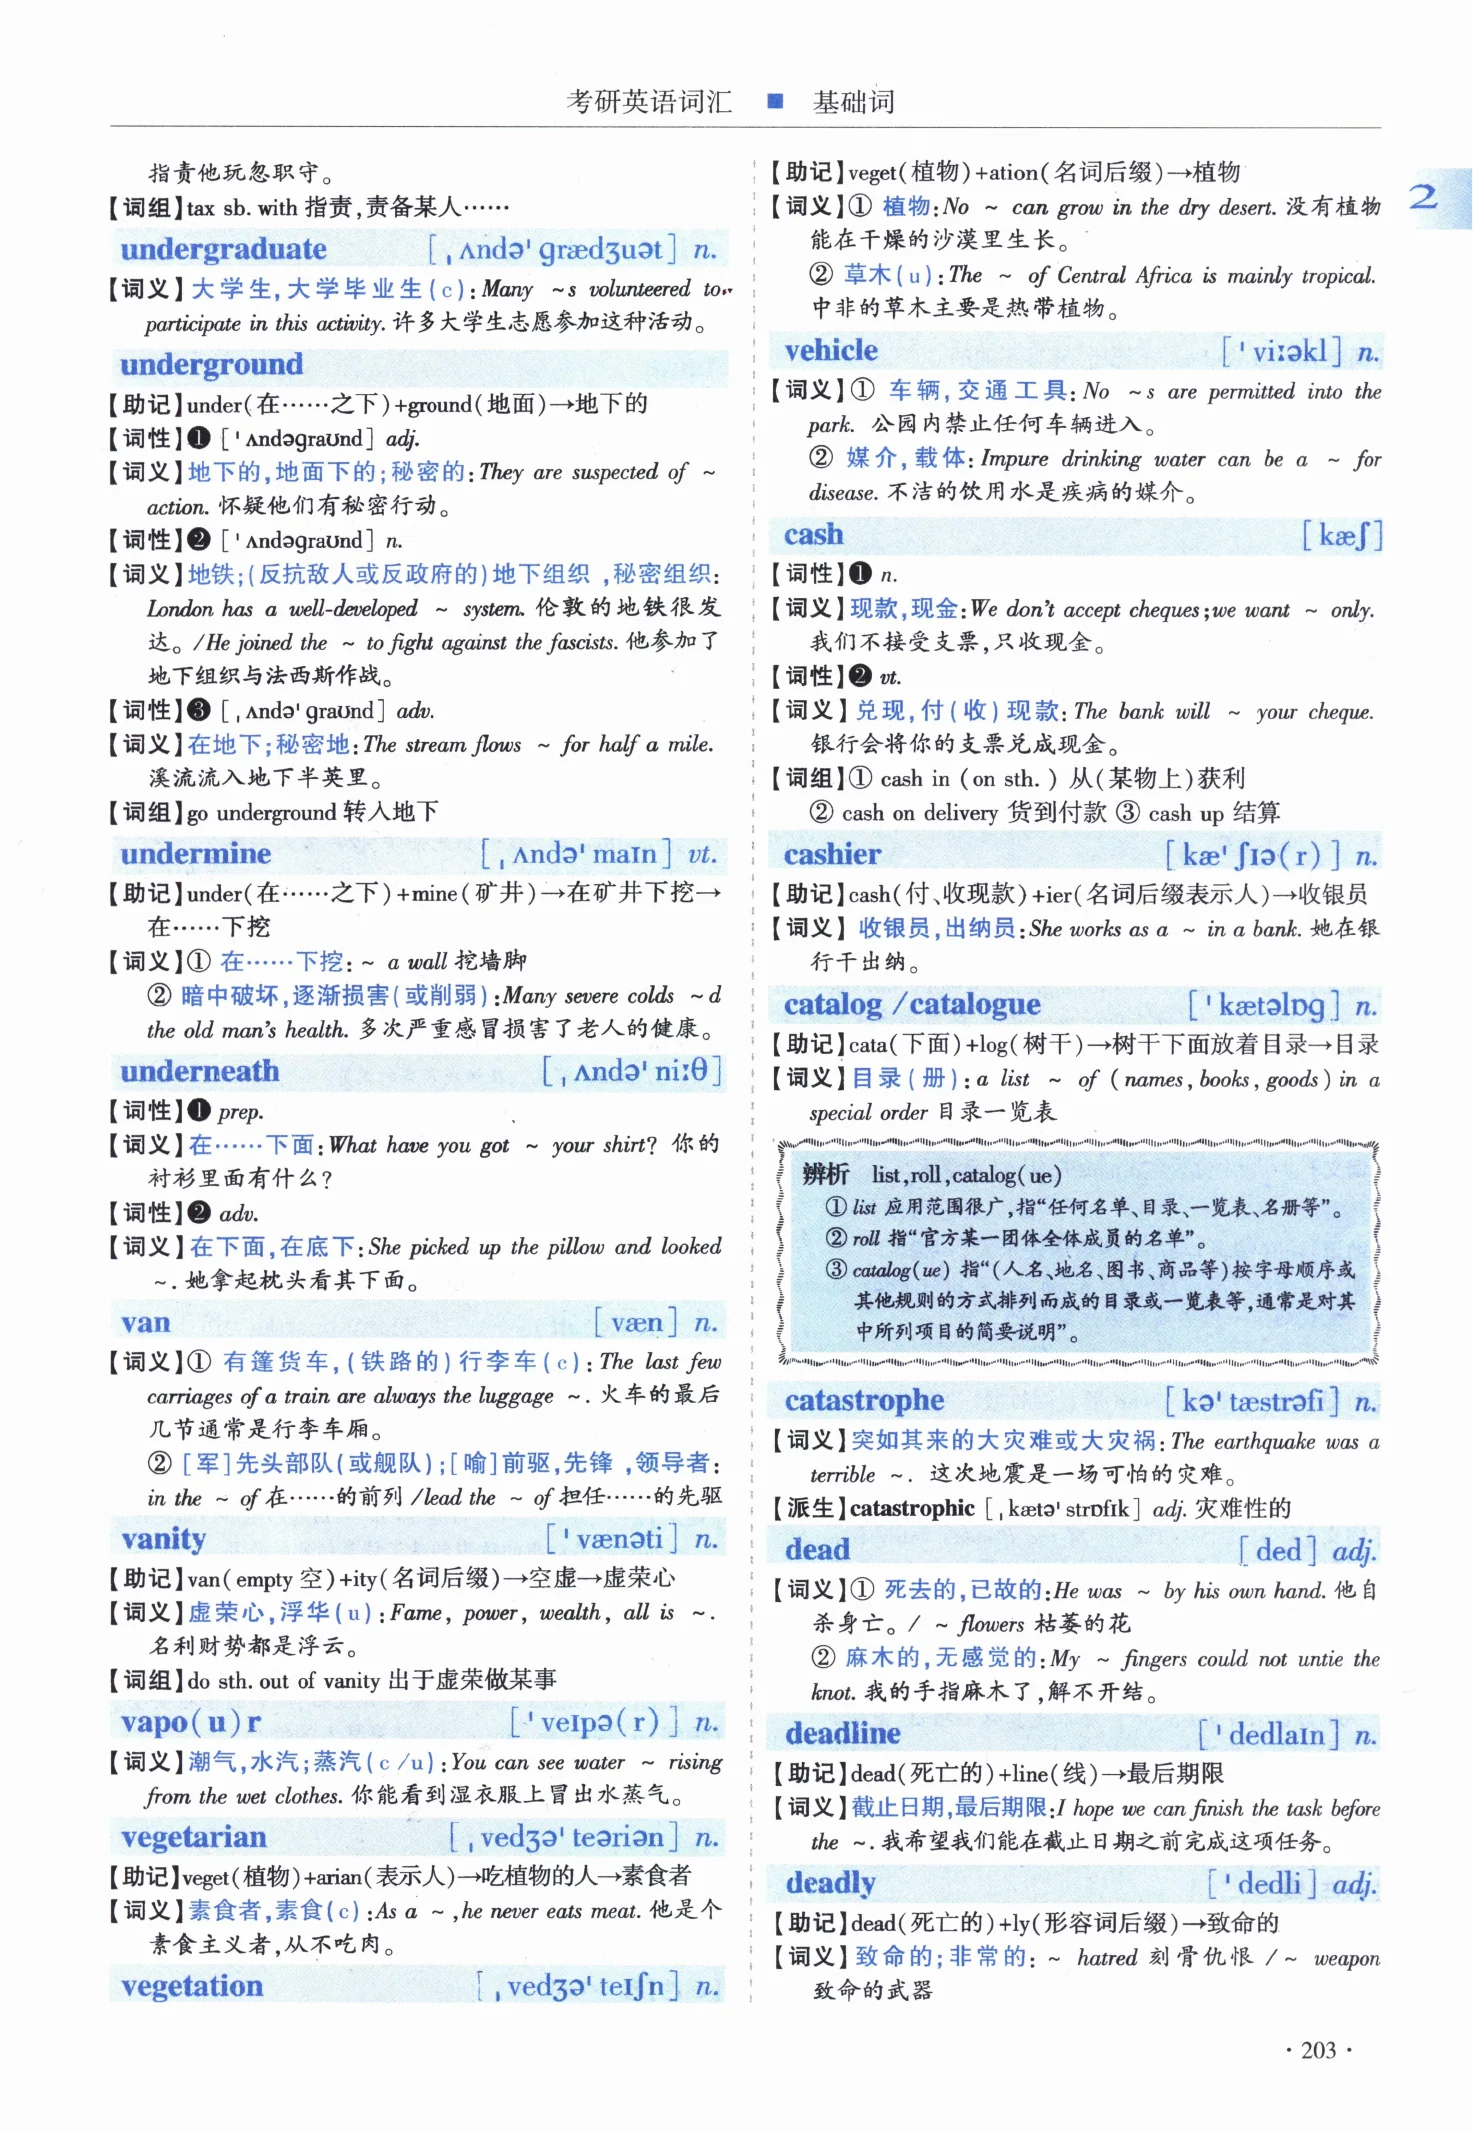 考研英语词汇 ■ 基础词
指责他玩忽职守。
【词组】tax sb. with 指责,责备某人……
undergraduate [ˌʌndəˈgrædʒuət] n.
【词义】大学生,大学毕业生(c):Many ~s volunteered to
participate in this activity. 许多大学生志愿参加这种活动。
underground
【助记】under(在……之下)+ground(地面)→地下的
【词性】❶ [ˈʌndəgraʊnd] adj.
【词义】地下的,地面下的;秘密的:They are suspected of ~
action. 怀疑他们有秘密行动。
【词性】❷ [ˈʌndəgraʊnd] n.
【词义】地铁;(反抗敌人或反政府的)地下组织,秘密组织:
London has a well-developed ~ system. 伦敦的地铁很发
达。/He joined the ~ to fight against the fascists. 他参加了
地下组织与法西斯作战。
【词性】❸ [ˌʌndəˈgraʊnd] adv.
【词义】在地下;秘密地:The stream flows ~ for half a mile.
溪流流入地下半英里。
【词组】go underground 转入地下
undermine [ˌʌndəˈmaɪn] vt.
【助记】under(在……之下)+mine(矿井)→在矿井下挖→
在……下挖
【词义】① 在……下挖:~ a wall 挖墙脚
② 暗中破坏,逐渐损害(或削弱):Many severe colds ~d
the old man's health. 多次严重感冒损害了老人的健康。
underneath [ˌʌndəˈniːθ]
【词性】❶ prep.
【词义】在……下面:What have you got ~ your shirt? 你的
衬衫里面有什么?
【词性】❷ adv.
【词义】在下面,在底下:She picked up the pillow and looked
~. 她拿起枕头看其下面。
van [væn] n.
【词义】① 有篷货车,(铁路的)行李车(c):The last few
carriages of a train are always the luggage ~. 火车的最后
几节通常是行李车厢。
② [军]先头部队(或舰队);[喻]前驱,先锋,领导者:
in the ~ of 在……的前列 /lead the ~ of 担任……的先驱
vanity [ˈvænəti] n.
【助记】van(empty 空)+ity(名词后缀)→空虚→虚荣心
【词义】虚荣心,浮华(u):Fame, power, wealth, all is ~.
名利财势都是浮云。
【词组】do sth. out of vanity 出于虚荣做某事
vapo(u)r [ˈveɪpə(r)] n.
【词义】潮气,水汽;蒸汽(c /u):You can see water ~ rising
from the wet clothes. 你能看到湿衣服上冒出水蒸气。
vegetarian [ˌvedʒəˈteəriən] n.
【助记】veget(植物)+arian(表示人)→吃植物的人→素食者
【词义】素食者,素食(c):As a ~,he never eats meat. 他是个
素食主义者,从不吃肉。
vegetation [ˌvedʒəˈteɪʃn] n.
【助记】veget(植物)+ation(名词后缀)→植物
【词义】① 植物:No ~ can grow in the dry desert. 没有植物
能在干燥的沙漠里生长。
② 草木(u):The ~ of Central Africa is mainly tropical.
中非的草木主要是热带植物。
vehicle [ˈviːəkl] n.
【词义】① 车辆,交通工具:No ~s are permitted into the
park. 公园内禁止任何车辆进入。
② 媒介,载体:Impure drinking water can be a ~ for
disease. 不洁的饮用水是疾病的媒介。
cash [kæʃ]
【词性】❶ n.
【词义】现款,现金:We don't accept cheques;we want ~ only.
我们不接受支票,只收现金。
【词性】❷ vt.
【词义】兑现,付(收)现款:The bank will ~ your cheque.
银行会将你的支票兑成现金。
【词组】① cash in (on sth.) 从(某物上)获利
② cash on delivery 货到付款 ③ cash up 结算
cashier [kæˈʃɪə(r)] n.
【助记】cash(付、收现款)+ier(名词后缀表示人)→收银员
【词义】收银员,出纳员:She works as a ~ in a bank. 她在银
行干出纳。
catalog /catalogue [ˈkætəlɒg] n.
【助记】cata(下面)+log(树干)→树干下面放着目录→目录
【词义】目录(册):a list ~ of (names,books,goods) in a
special order 目录一览表
辨析 list,roll,catalog(ue)
① list 应用范围很广,指“任何名单、目录、一览表、名册等”。
② roll 指“官方某一团体全体成员的名单”。
③ catalog(ue) 指“(人名、地名、图书、商品等)按字母顺序或
其他规则的方式排列而成的目录或一览表等,通常是对其
中所列项目的简要说明”。
catastrophe [kəˈtæstrəfi] n.
【词义】突如其来的大灾难或大灾祸:The earthquake was a
terrible ~. 这次地震是一场可怕的灾难。
【派生】catastrophic [ˌkætəˈstrɒfɪk] adj. 灾难性的
dead [ded] adj.
【词义】① 死去的,已故的:He was ~ by his own hand. 他自
杀身亡。/ ~ flowers 枯萎的花
② 麻木的,无感觉的:My ~ fingers could not untie the
knot. 我的手指麻木了,解不开结。
deadline [ˈdedlaɪn] n.
【助记】dead(死亡的)+line(线)→最后期限
【词义】截止日期,最后期限:I hope we can finish the task before
the ~. 我希望我们能在截止日期之前完成这项任务。
deadly [ˈdedli] adj.
【助记】dead(死亡的)+ly(形容词后缀)→致命的
【词义】致命的;非常的: ~ hatred 刻骨仇恨 /~ weapon
致命的武器
2
· 203 ·